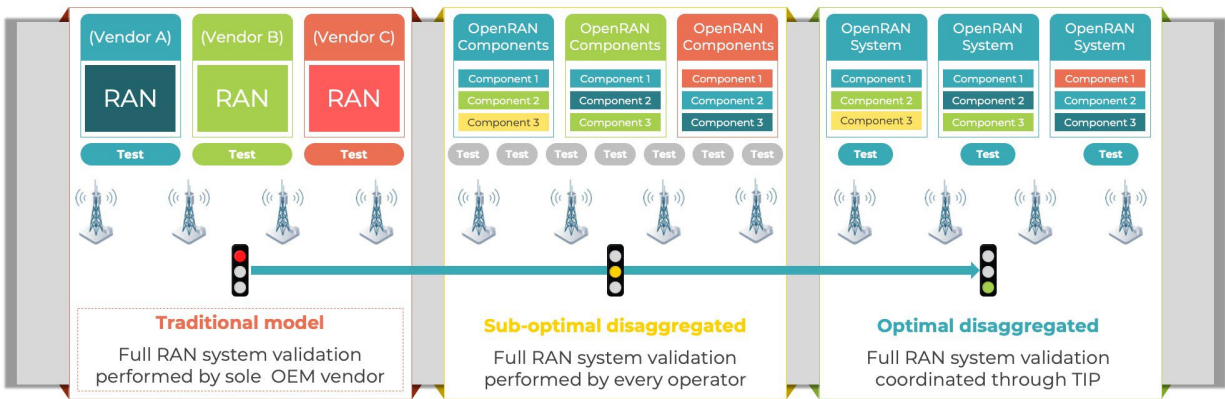 (Vendor A)
(Vendor B)
(Vendor C)
RAN
RAN
RAN
Test
Test
Test
Traditional model
Full RAN system validation
performed by sole OEM vendor
OpenRAN
Components
OpenRAN
Components
OpenRAN
Components
Component 1
Component 2
Component 3
Component 1
Component 2
Component 3
Component 1
Component 2
Component 3
Test
Test
Test
Test
Test
Test
Test
Sub-optimal disaggregated
Full RAN system validation
performed by every operator
OpenRAN
System
OpenRAN
System
OpenRAN
System
Component 1
Component 2
Component 3
Component 1
Component 2
Component 3
Component 1
Component 2
Component 3
Test
Test
Test
Optimal disaggregated
Full RAN system validation
coordinated through TIP